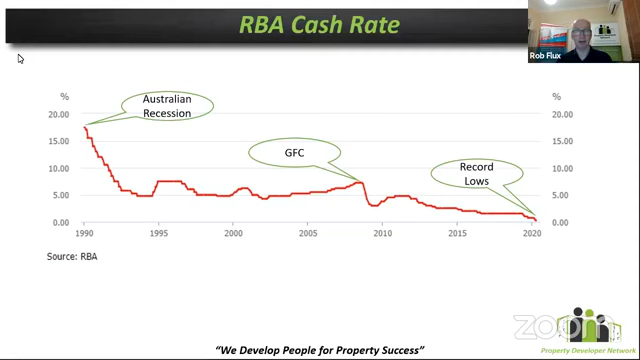 RBA Cash Rate
Rob Flux
%
%
Australian
Recession
GFC
Record
Lows
20.00
20.00
15.00
15.00
10.00
10.00
5.00
5.00
0.00
0.00
1990
1995
2000
2005
2010
2015
2020
Source: RBA
zoom
"We Develop People for Property Success"
Property Developer Network